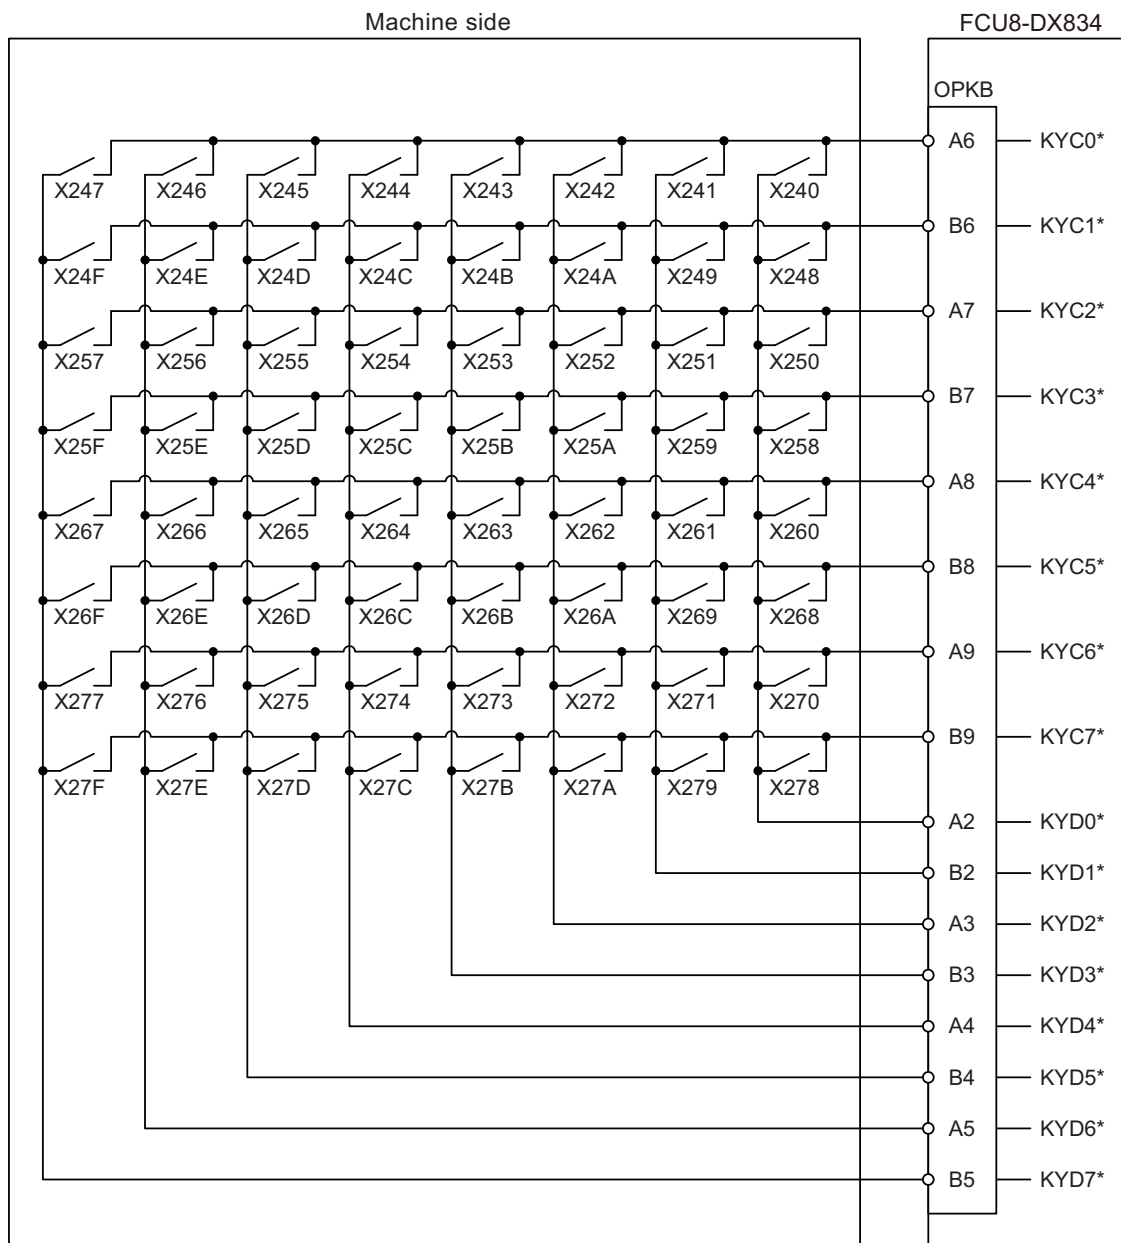 Machine side
FCU8-DX834
OPKB
A6 KYC0*
X247 X246 X245 X244 X243 X242 X241 X240
B6 KYC1*
X24F X24E X24D X24C X24B X24A X249 X248
A7 KYC2*
X257 X256 X255 X254 X253 X252 X251 X250
B7 KYC3*
X25F X25E X25D X25C X25B X25A X259 X258
A8 KYC4*
X267 X266 X265 X264 X263 X262 X261 X260
B8 KYC5*
X26F X26E X26D X26C X26B X26A X269 X268
A9 KYC6*
X277 X276 X275 X274 X273 X272 X271 X270
B9 KYC7*
X27F X27E X27D X27C X27B X27A X279 X278
A2 KYD0*
B2 KYD1*
A3 KYD2*
B3 KYD3*
A4 KYD4*
B4 KYD5*
A5 KYD6*
B5 KYD7*